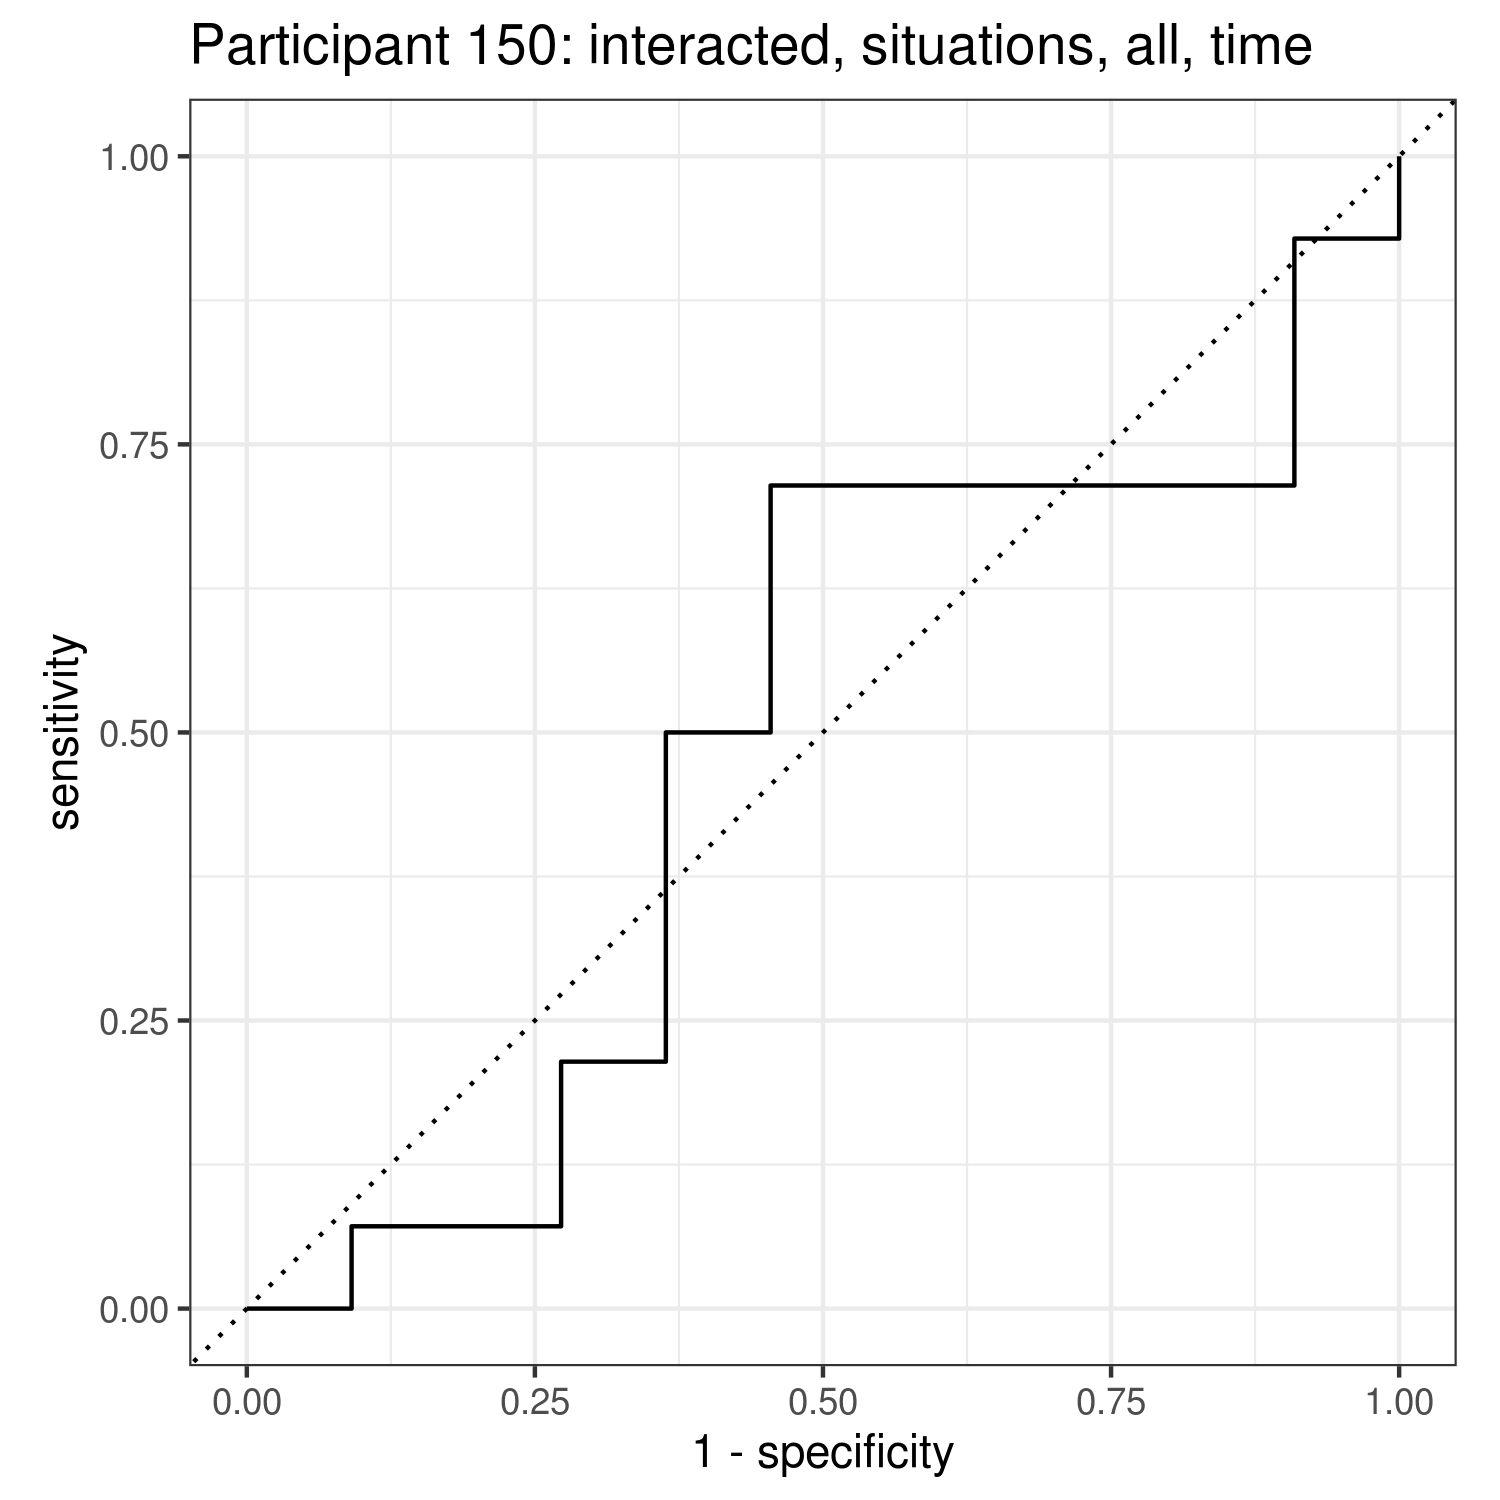 Participant 150: interacted, situations, all, time
1.00
0.75
0.50
0.25
0.00
sensitivity
0.00 0.25 0.50 0.75 1.00
1 - specificity